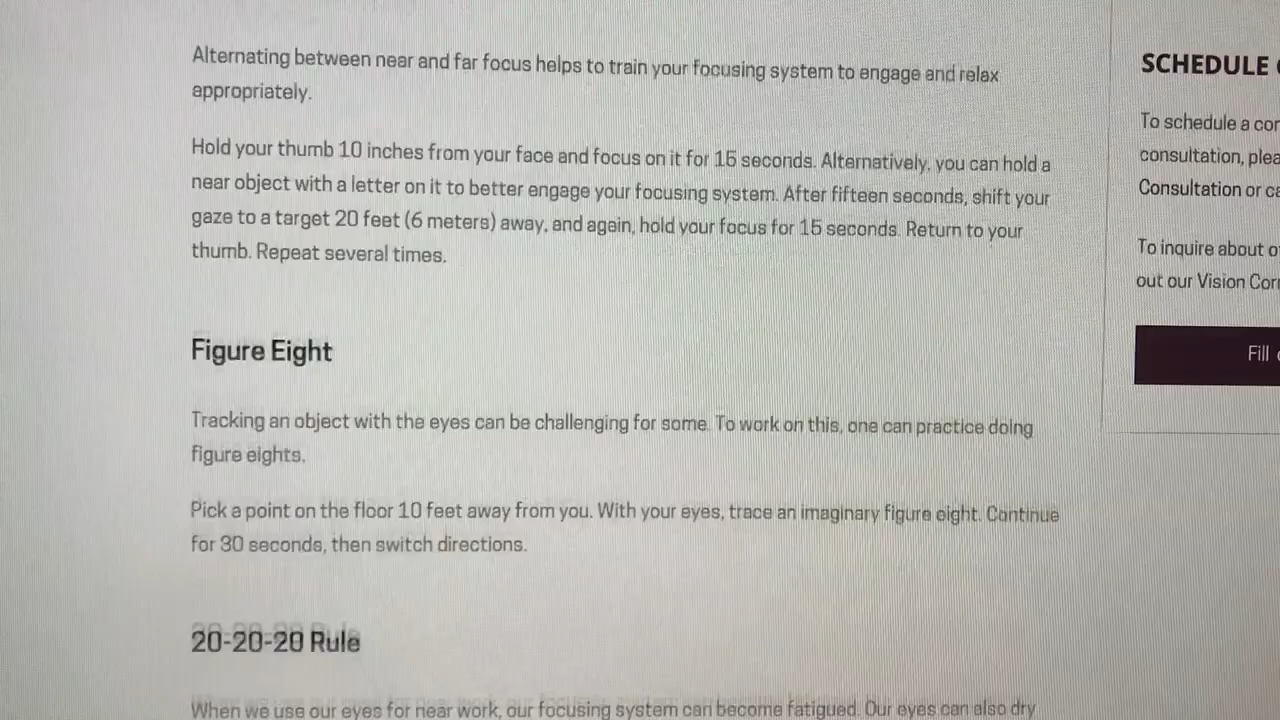 Alternating between near and far focus helps to train your focusing system to engage and relax
appropriately.
Hold your thumb 10 inches from your face and focus on it for 15 seconds. Alternatively, you can hold a
near object with a letter on it to better engage your focusing system. After fifteen seconds, shift your
gaze to a target 20 feet (6 meters) away, and again, hold your focus for 15 seconds. Return to your
thumb. Repeat several times.
Figure Eight
Tracking an object with the eyes can be challenging for some. To work on this, one can practice doing
figure eights.
Pick a point on the floor 10 feet away from you. With your eyes, trace an imaginary figure eight. Continue
for 30 seconds, then switch directions.
20-20-20 Rule
When we use our eyes for near work, our focusing system can become fatigued. Our eyes can also dry
SCHEDULE
To schedule a
consultation,
Consultation or
To inquire about
out our Vision
Fill